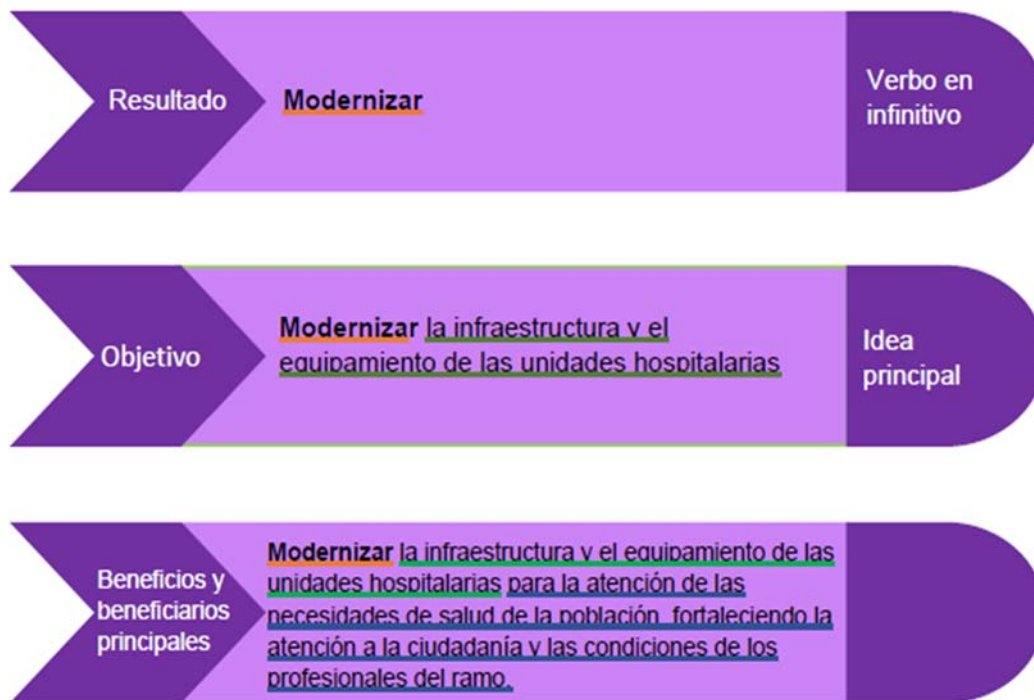 Resultado
Modernizar
Verbo en
infinitivo
Objetivo
Modernizar la infraestructura y el
equipamiento de las unidades hospitalarias
Idea
principal
Beneficios y
beneficiarios
principales
Modernizar la infraestructura y el equipamiento de las
unidades hospitalarias para la atención de las
necesidades de salud de la población, fortaleciendo la
atención a la ciudadanía y las condiciones de los
profesionales del ramo.